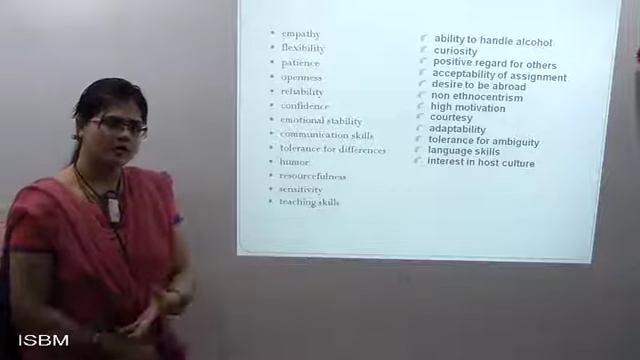 empathy
flexibility
patience
openness
reliability
confidence
emotional stability
communication skills
tolerance for differences
humor
resourcefulness
sensitivity
teaching skills
ability to handle alcohol
curiosity
positive regard for others
acceptability of assignment
desire to be abroad
non ethnocentrism
high motivation
courtesy
adaptability
tolerance for ambiguity
language skills
interest in host culture
ISBM